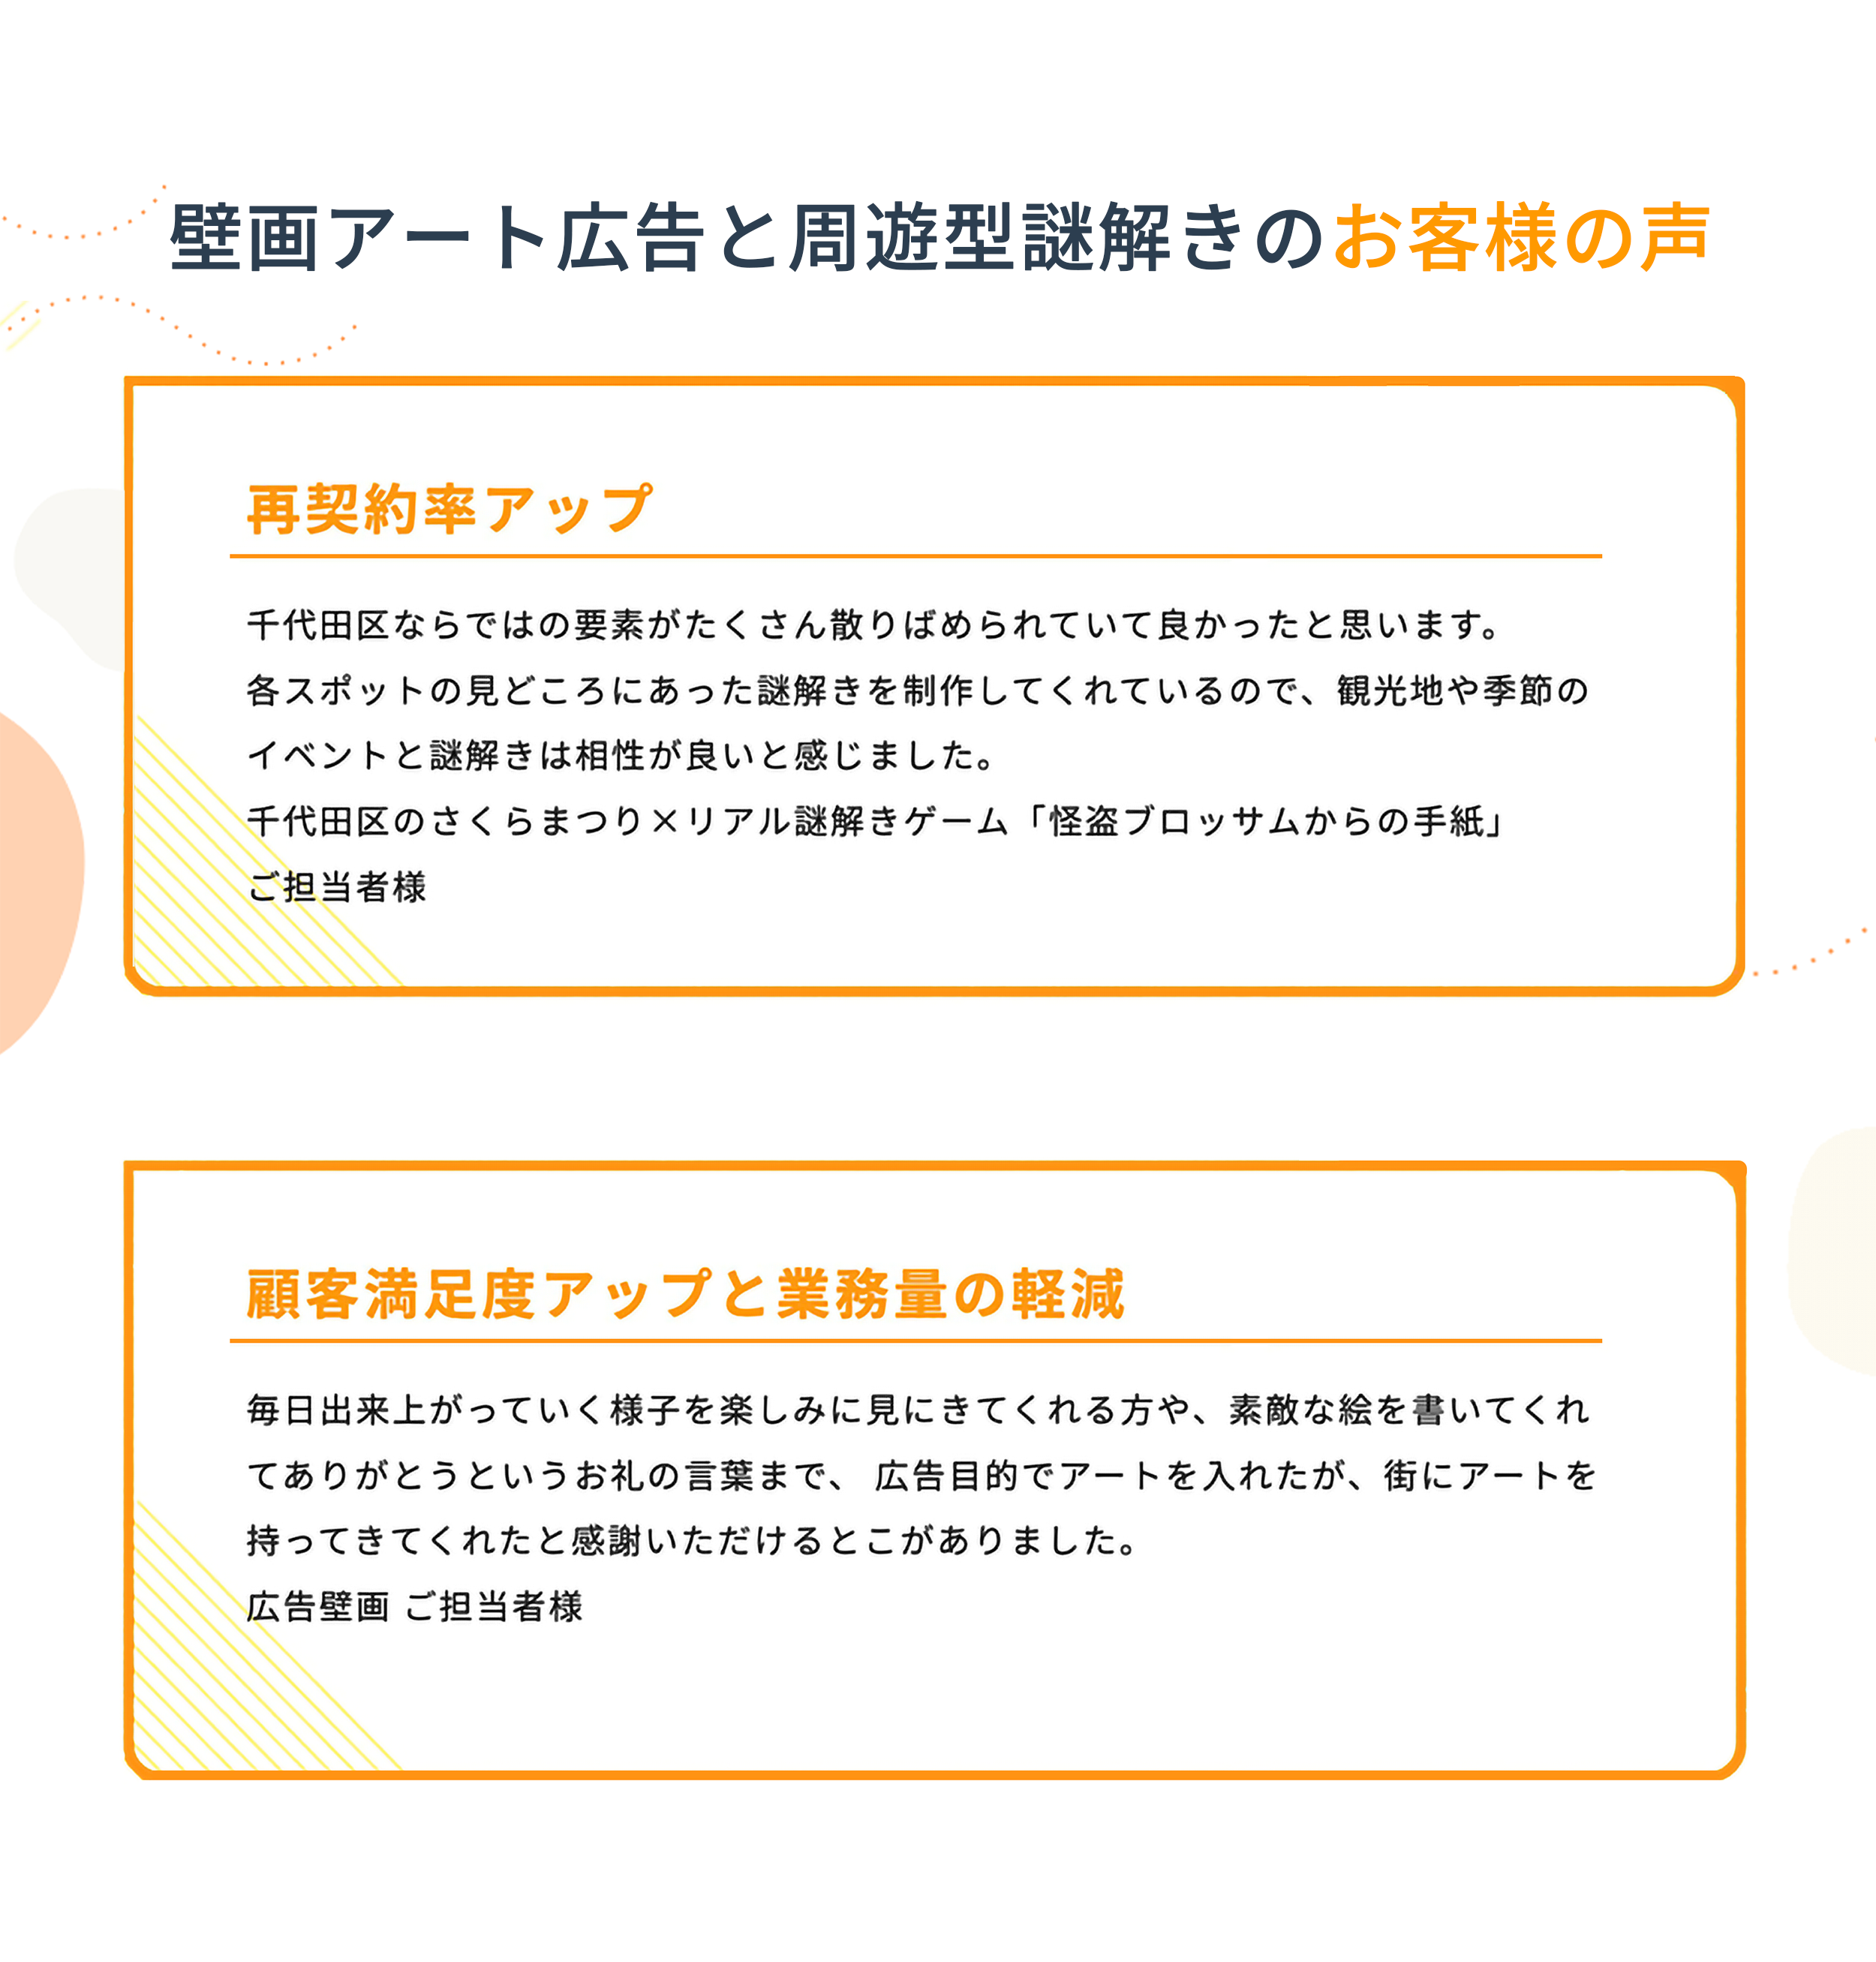 壁画アート広告と周遊型謎解きのお客様の声
再契約率アップ
千代田区ならではの要素がたくさん散りばめられていて良かったと思います。
各スポットの見どころにあった謎解きを制作してくれているので、観光地や季節の
イベントと謎解きは相性が良いと感じました。
千代田区のさくらまつり×リアル謎解きゲーム「怪盗ブロッサムからの手紙」
ご担当者様
顧客満足度アップと業務量の軽減
毎日出来上がっていく様子を楽しみに見にきてくれる方や、素敵な絵を書いてくれ
てありがとうというお礼の言葉まで、 広告目的でアートを入れたが、街にアートを
持ってきてくれたと感謝いただけるとこがありました。
広告壁画 ご担当者様